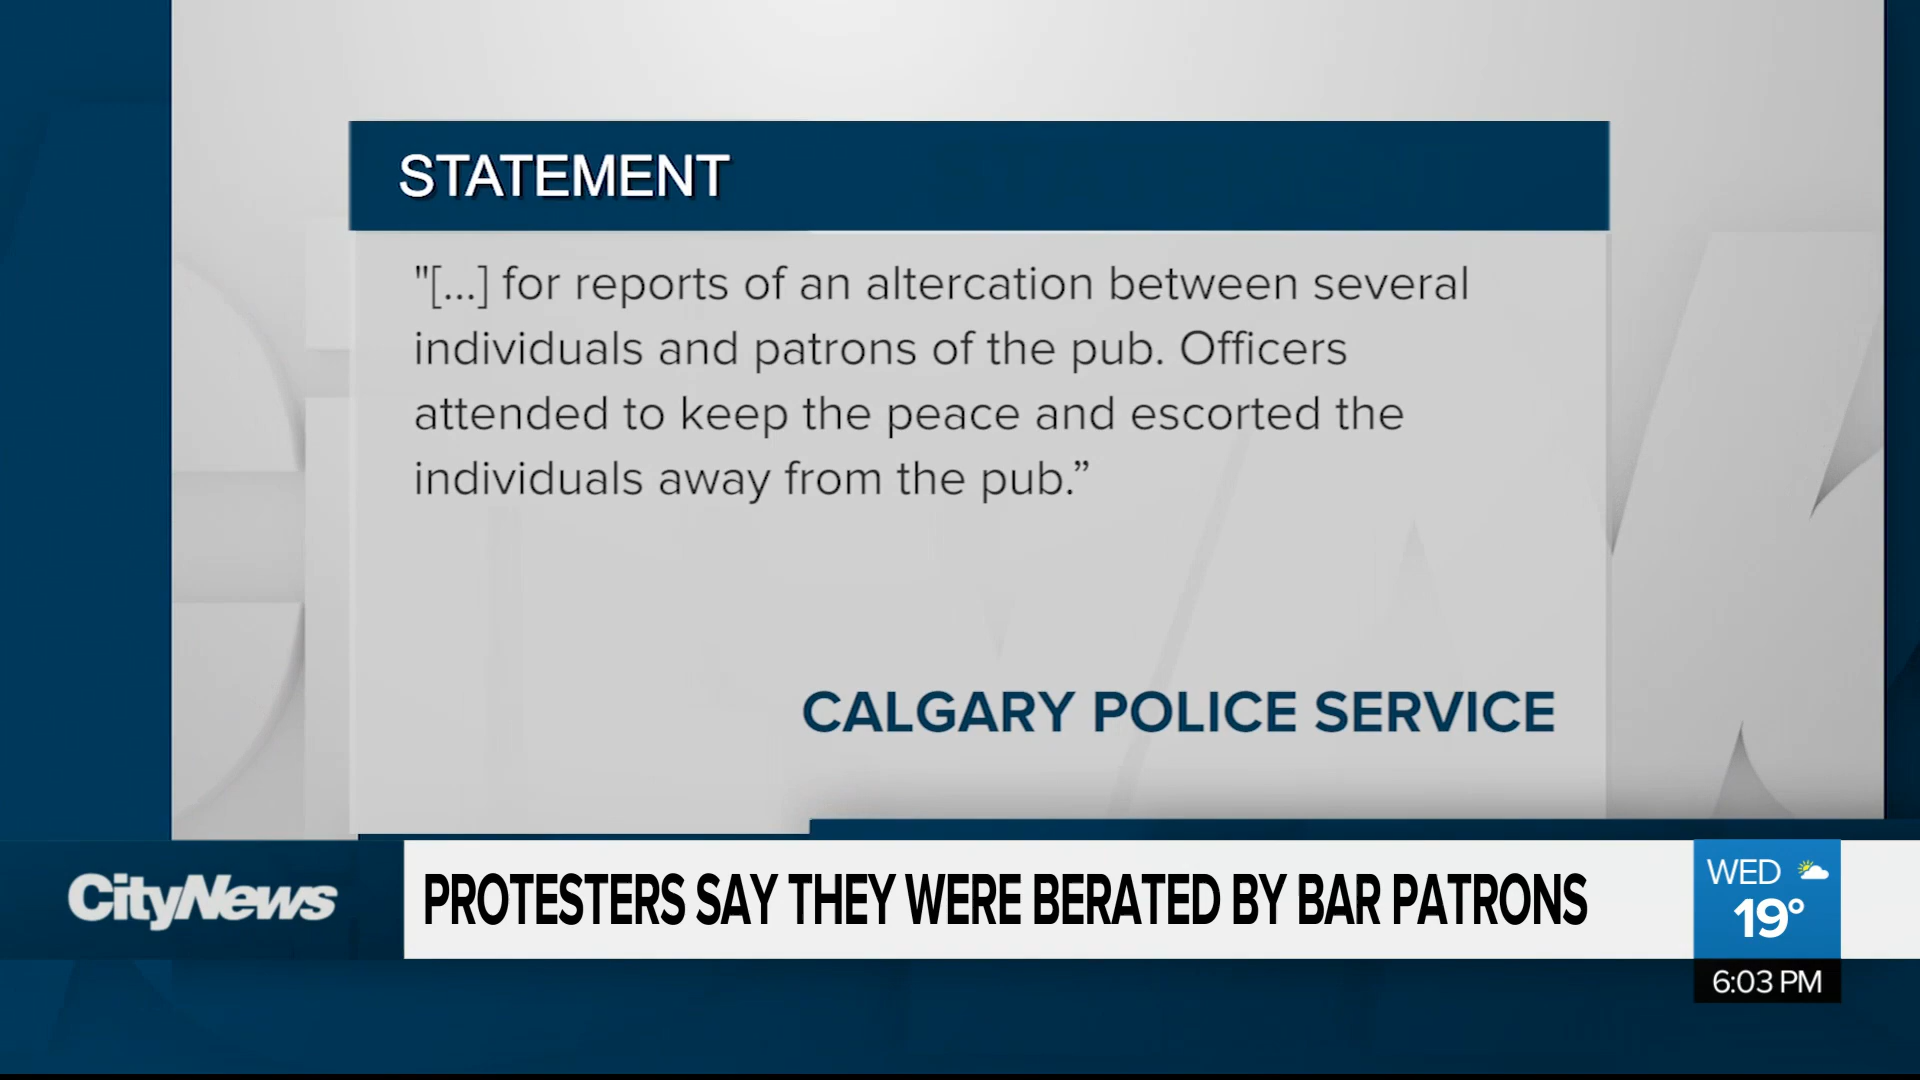 STATEMENT
"[...] for reports of an altercation between several
individuals and patrons of the pub. Officers
attended to keep the peace and escorted the
individuals away from the pub.”
CALGARY POLICE SERVICE
CityNews
PROTESTERS SAY THEY WERE BERATED BY BAR PATRONS
WED
19°
6:03 PM